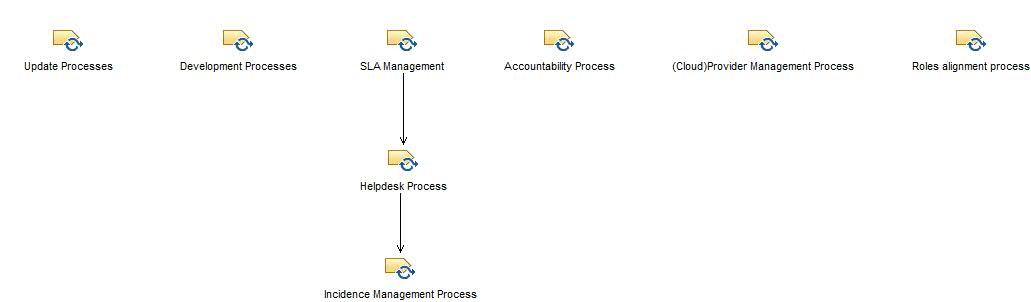 Update Processes
Development Processes
SLA Management
Accountability Process
(Cloud)Provider Management Process
Roles alignment process
Helpdesk Process
Incidence Management Process